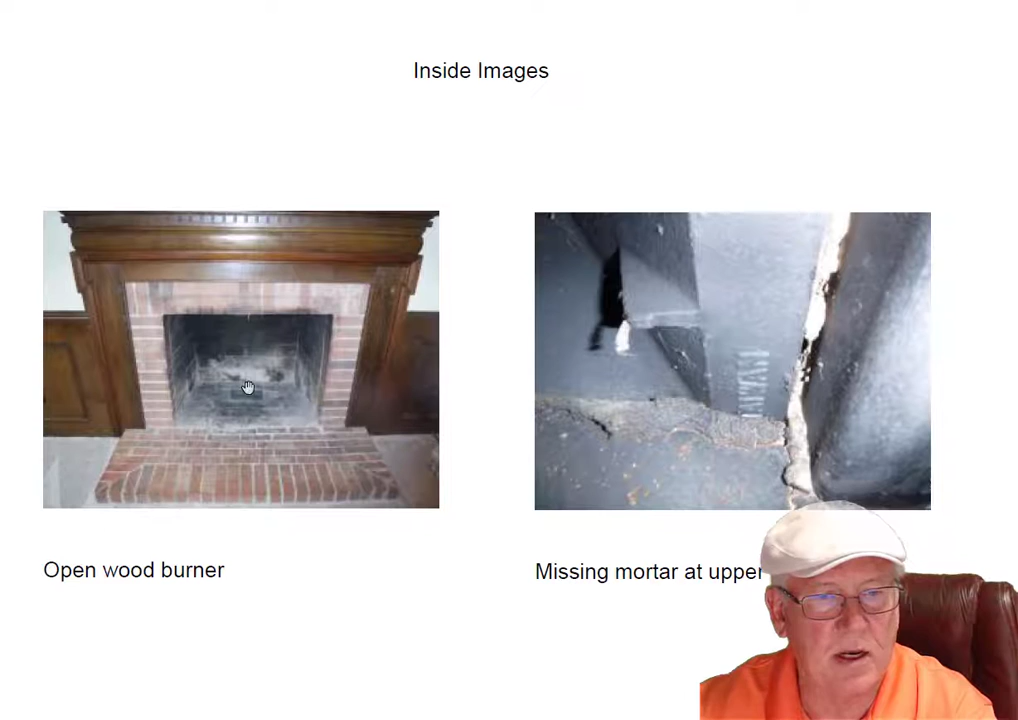 Inside Images
Open wood burner
Missing mortar at upper